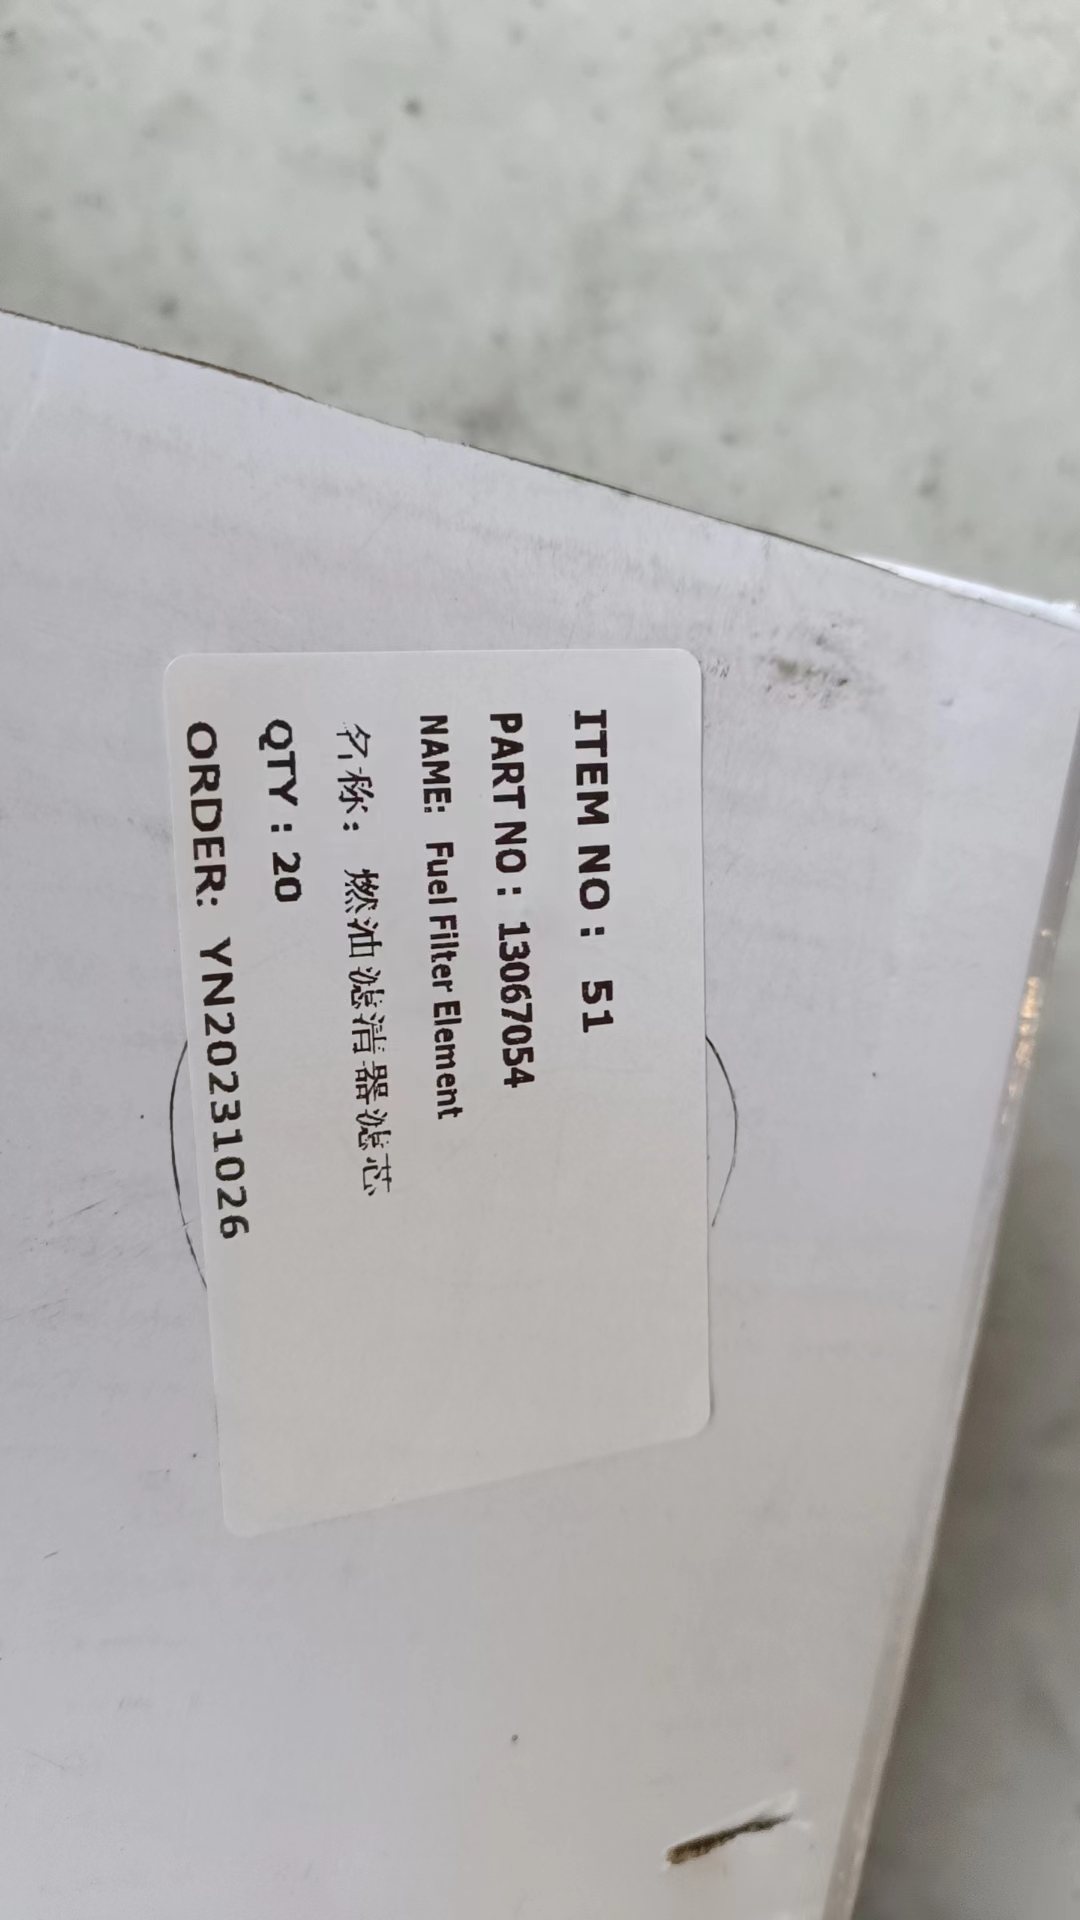 ITEM NO： 51
PART NO：13067054
NAME： Fuel Filter Element
名称： 燃油滤清器滤芯
QTY：20
ORDER： YN20231026